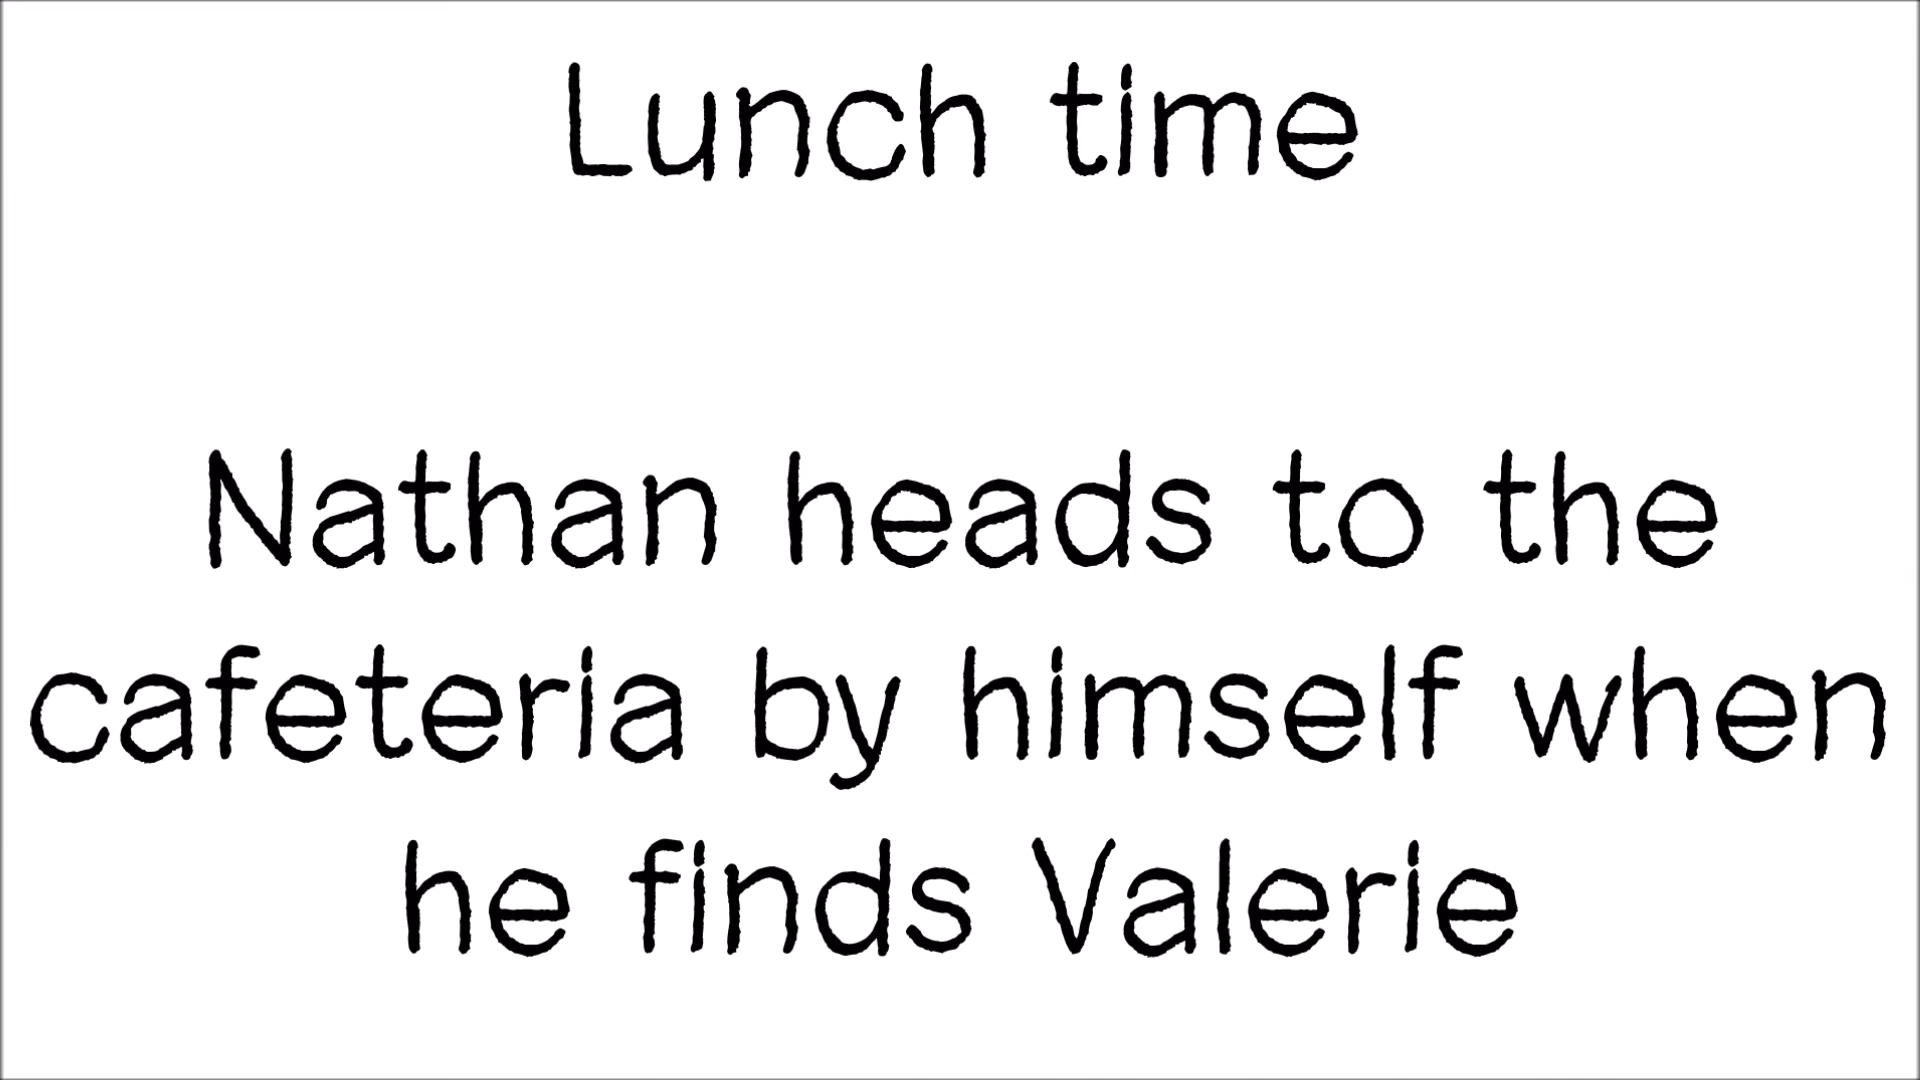 Lunch time
Nathan heads to the
cafeteria by himself when
he finds Valerie